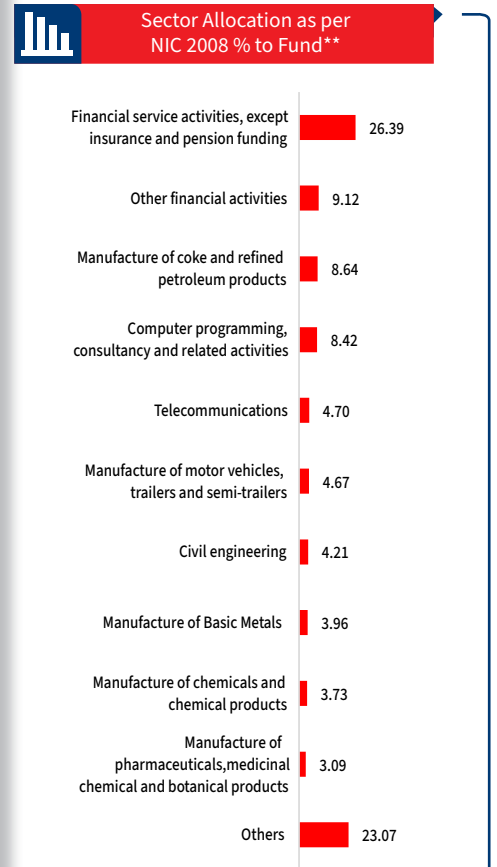 Sector Allocation as per
NIC 2008 % to Fund**
Financial service activities, except
insurance and pension funding
26.39
Other financial activities
9.12
Manufacture of coke and refined
petroleum products
8.64
Computer programming,
consultancy and related activities
8.42
Telecommunications
4.70
Manufacture of motor vehicles,
trailers and semi-trailers
4.67
Civil engineering
4.21
Manufacture of Basic Metals
3.96
Manufacture of chemicals and
chemical products
3.73
Manufacture of
pharmaceuticals,medicinal
chemical and botanical products
3.09
Others
23.07